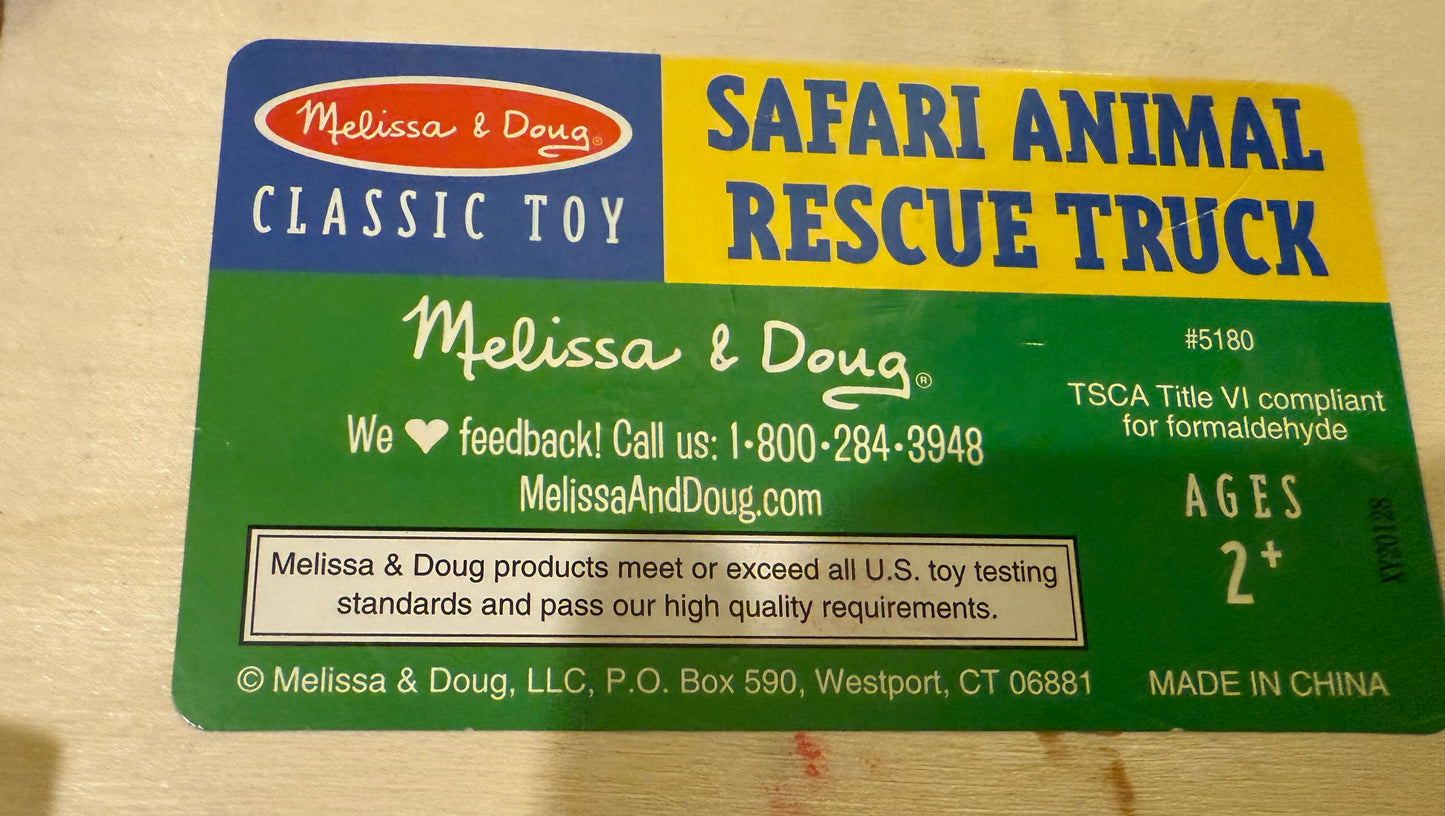 Melissa & Doug®
CLASSIC TOY
SAFARI ANIMAL
RESCUE TRUCK
Melissa & Doug®
We ♥ feedback! Call us: 1•800•284•3948
MelissaAndDoug.com
Melissa & Doug products meet or exceed all U.S. toy testing
standards and pass our high quality requirements.
© Melissa & Doug, LLC, P.O. Box 590, Westport, CT 06881
#5180
TSCA Title VI compliant
for formaldehyde
AGES
2+
XY20128
MADE IN CHINA